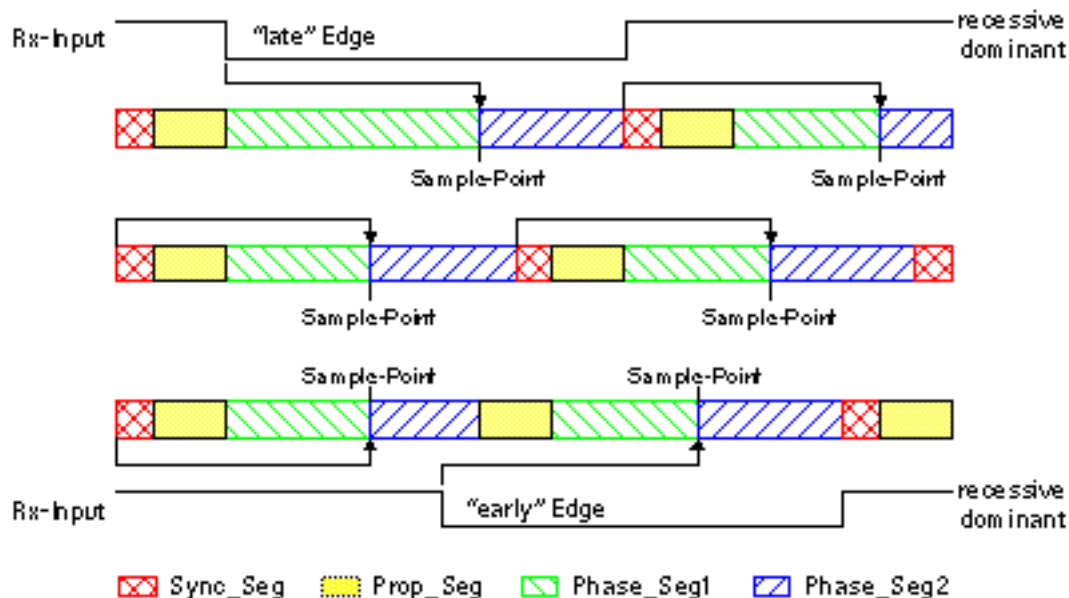 Rx-Input
"late" Edge
recessive
dominant
Sample-Point
Sample-Point
Sample-Point
Sample-Point
Sample-Point
Sample-Point
Rx-Input
"early" Edge
recessive
dominant
Sync_Seg
Prop_Seg
Phase_Seg1
Phase_Seg2